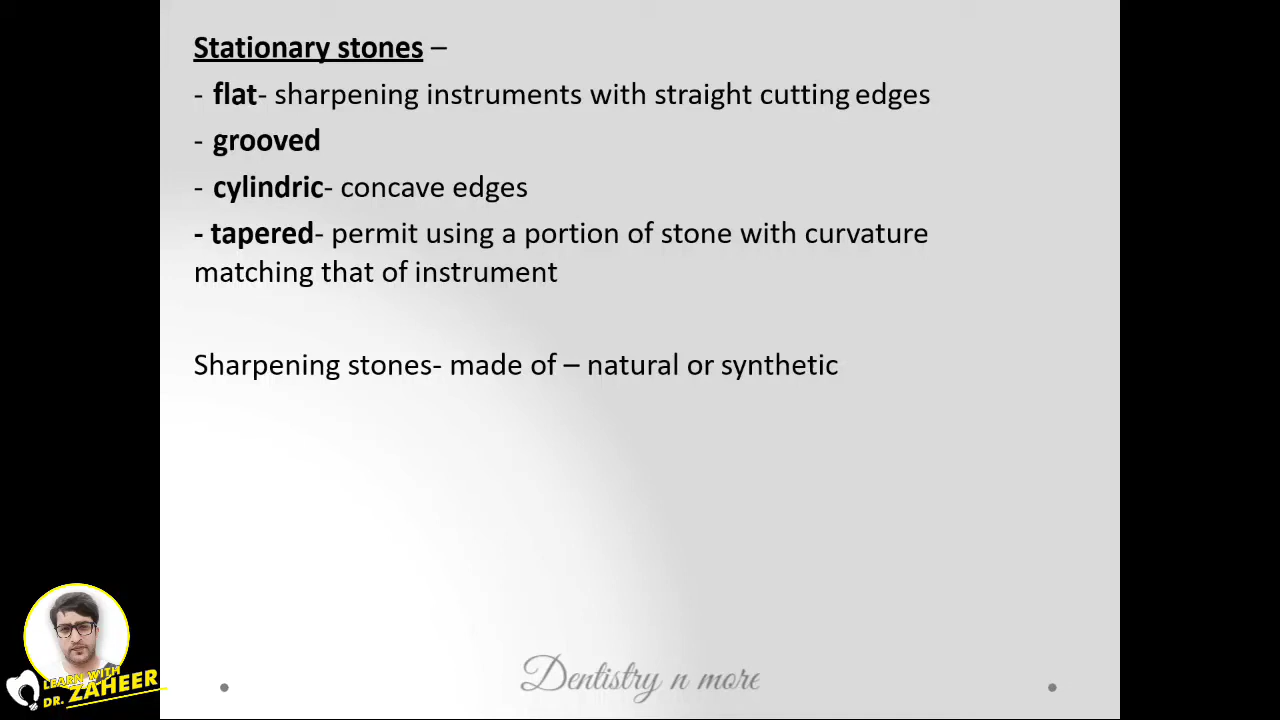 Stationary stones –
- flat- sharpening instruments with straight cutting edges
- grooved
- cylindric- concave edges
- tapered- permit using a portion of stone with curvature
matching that of instrument
Sharpening stones- made of – natural or synthetic
Dentistry n more
LEARN WITH
DR. ZAHEER